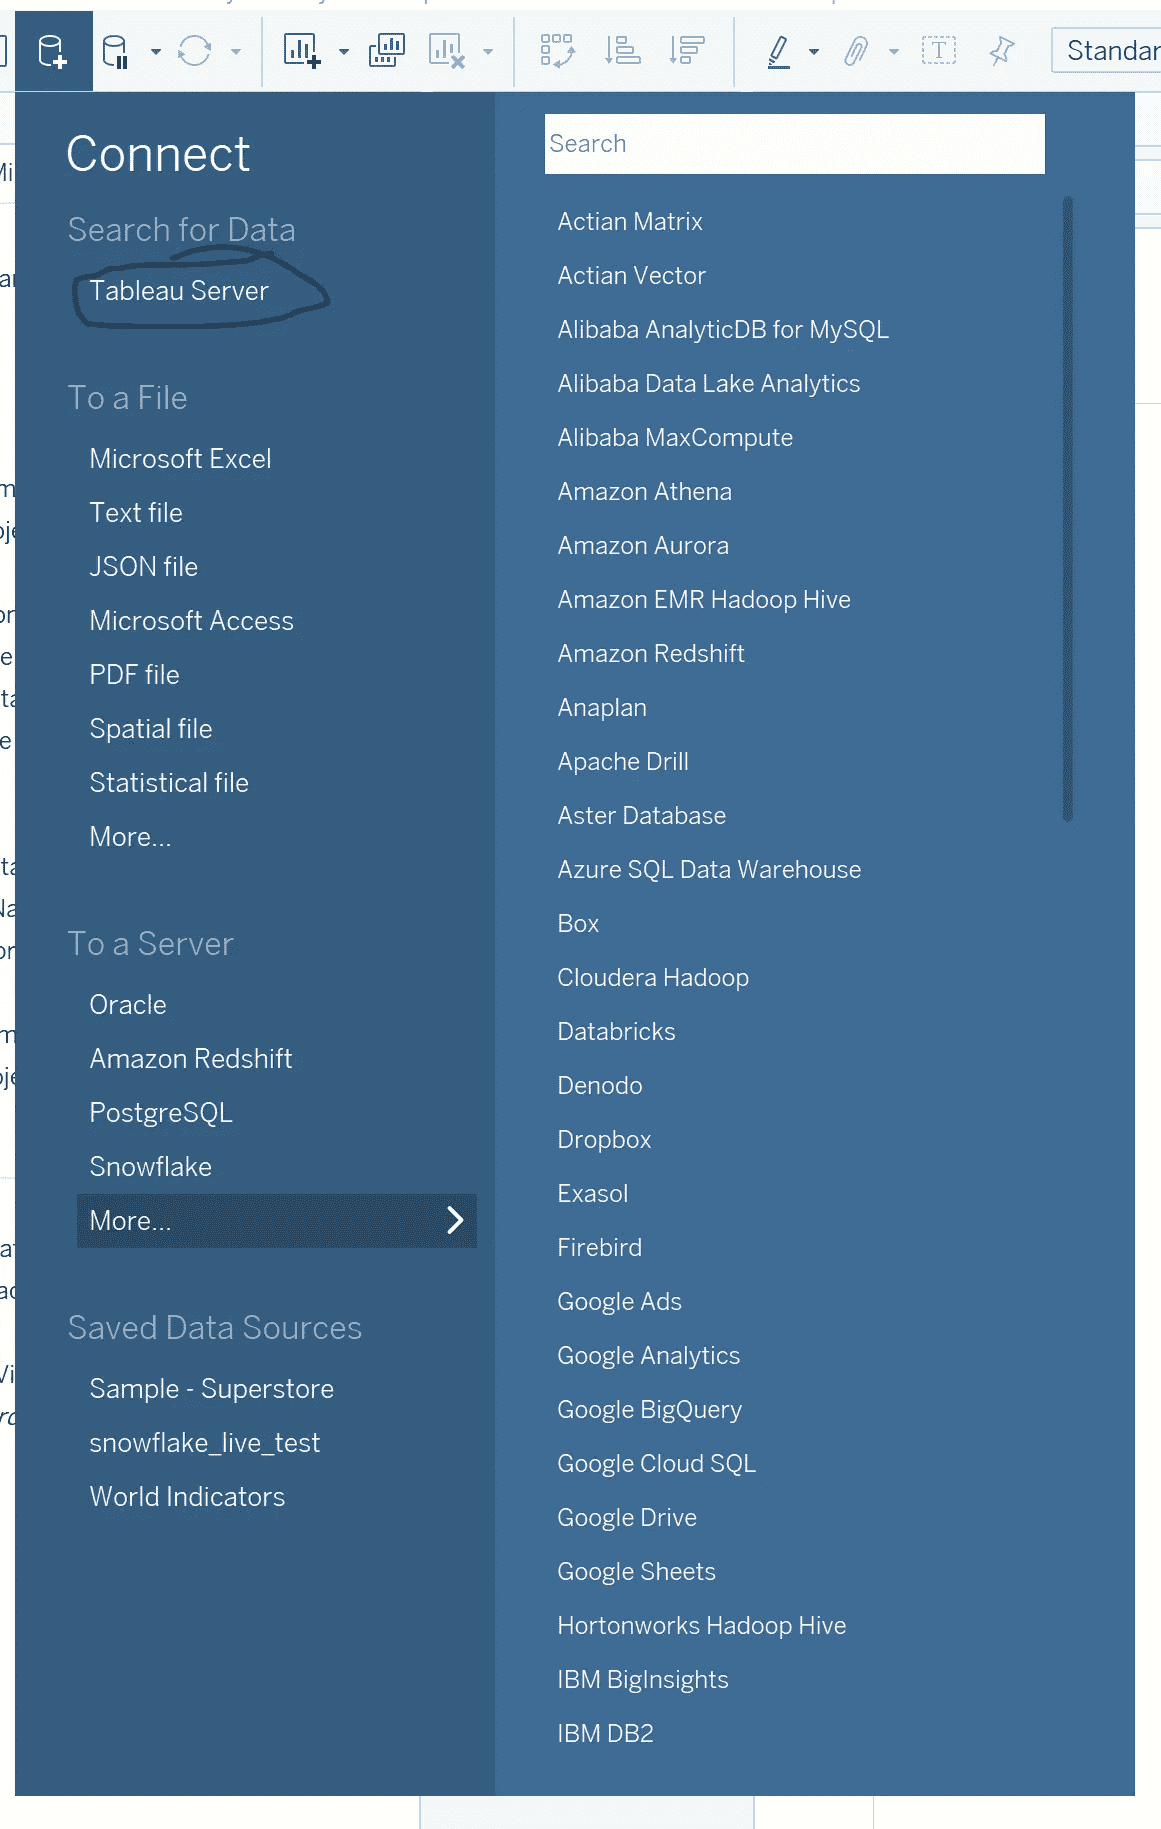 Standar
Connect
Search for Data
Tableau Server
To a File
Microsoft Excel
Text file
JSON file
Microsoft Access
PDF file
Spatial file
Statistical file
More...
To a Server
Oracle
Amazon Redshift
PostgreSQL
Snowflake
More...
Saved Data Sources
Sample - Superstore
snowflake_live_test
World Indicators
Search
Actian Matrix
Actian Vector
Alibaba AnalyticDB for MySQL
Alibaba Data Lake Analytics
Alibaba MaxCompute
Amazon Athena
Amazon Aurora
Amazon EMR Hadoop Hive
Amazon Redshift
Anaplan
Apache Drill
Aster Database
Azure SQL Data Warehouse
Box
Cloudera Hadoop
Databricks
Denodo
Dropbox
Exasol
Firebird
Google Ads
Google Analytics
Google BigQuery
Google Cloud SQL
Google Drive
Google Sheets
Hortonworks Hadoop Hive
IBM BigInsights
IBM DB2